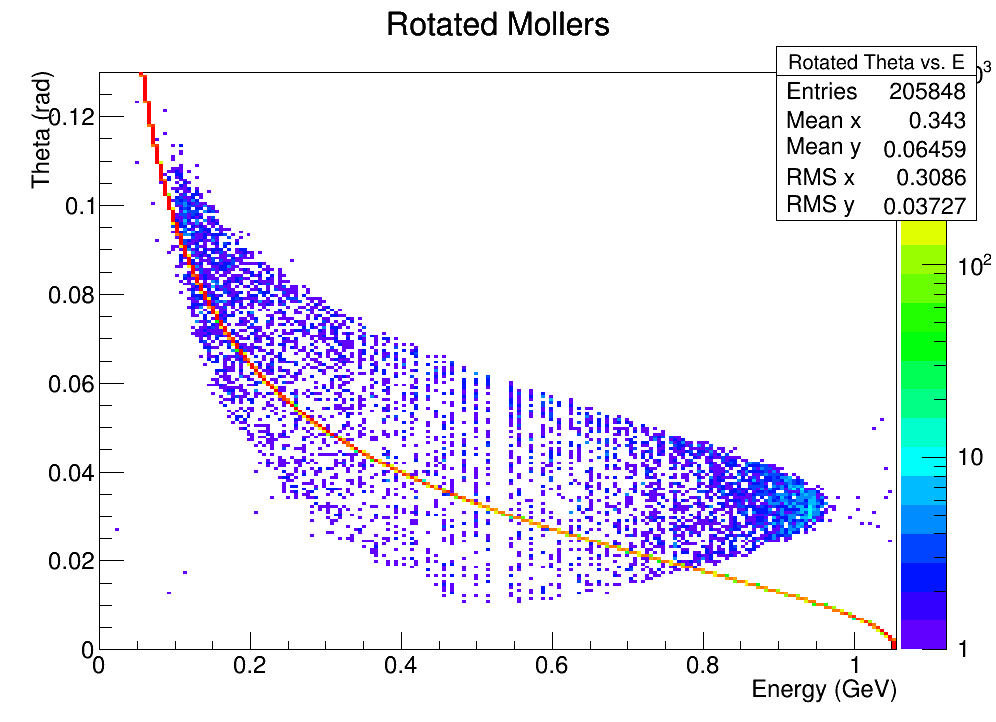 Rotated Mollers
Rotated Theta vs. E
Entries 205848
Mean x 0.343
Mean y 0.06459
RMS x 0.3086
RMS y 0.03727
Theta (rad)
0.12
0.1
0.08
0.06
0.04
0.02
0
0 0.2 0.4 0.6 0.8 1
Energy (GeV)
10²
10
1